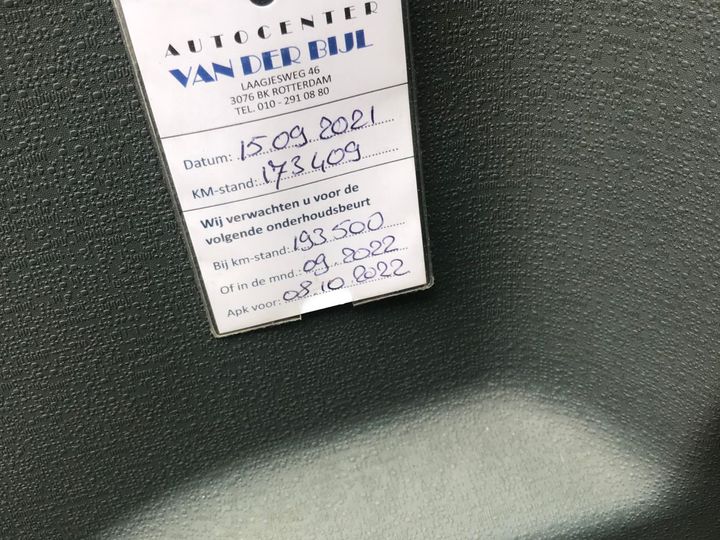 AUTOCENTER
VAN DER BIJL
LAAGJESWEG 46
3076 BK ROTTERDAM
TEL. 010 - 291 08 80
Datum: 15.09.2021
KM-stand: 173409
Wij verwachten u voor de
volgende onderhoudsbeurt
Bij km-stand: 193500
Of in de mnd.: 09.2022
Apk voor: 08.10.2022